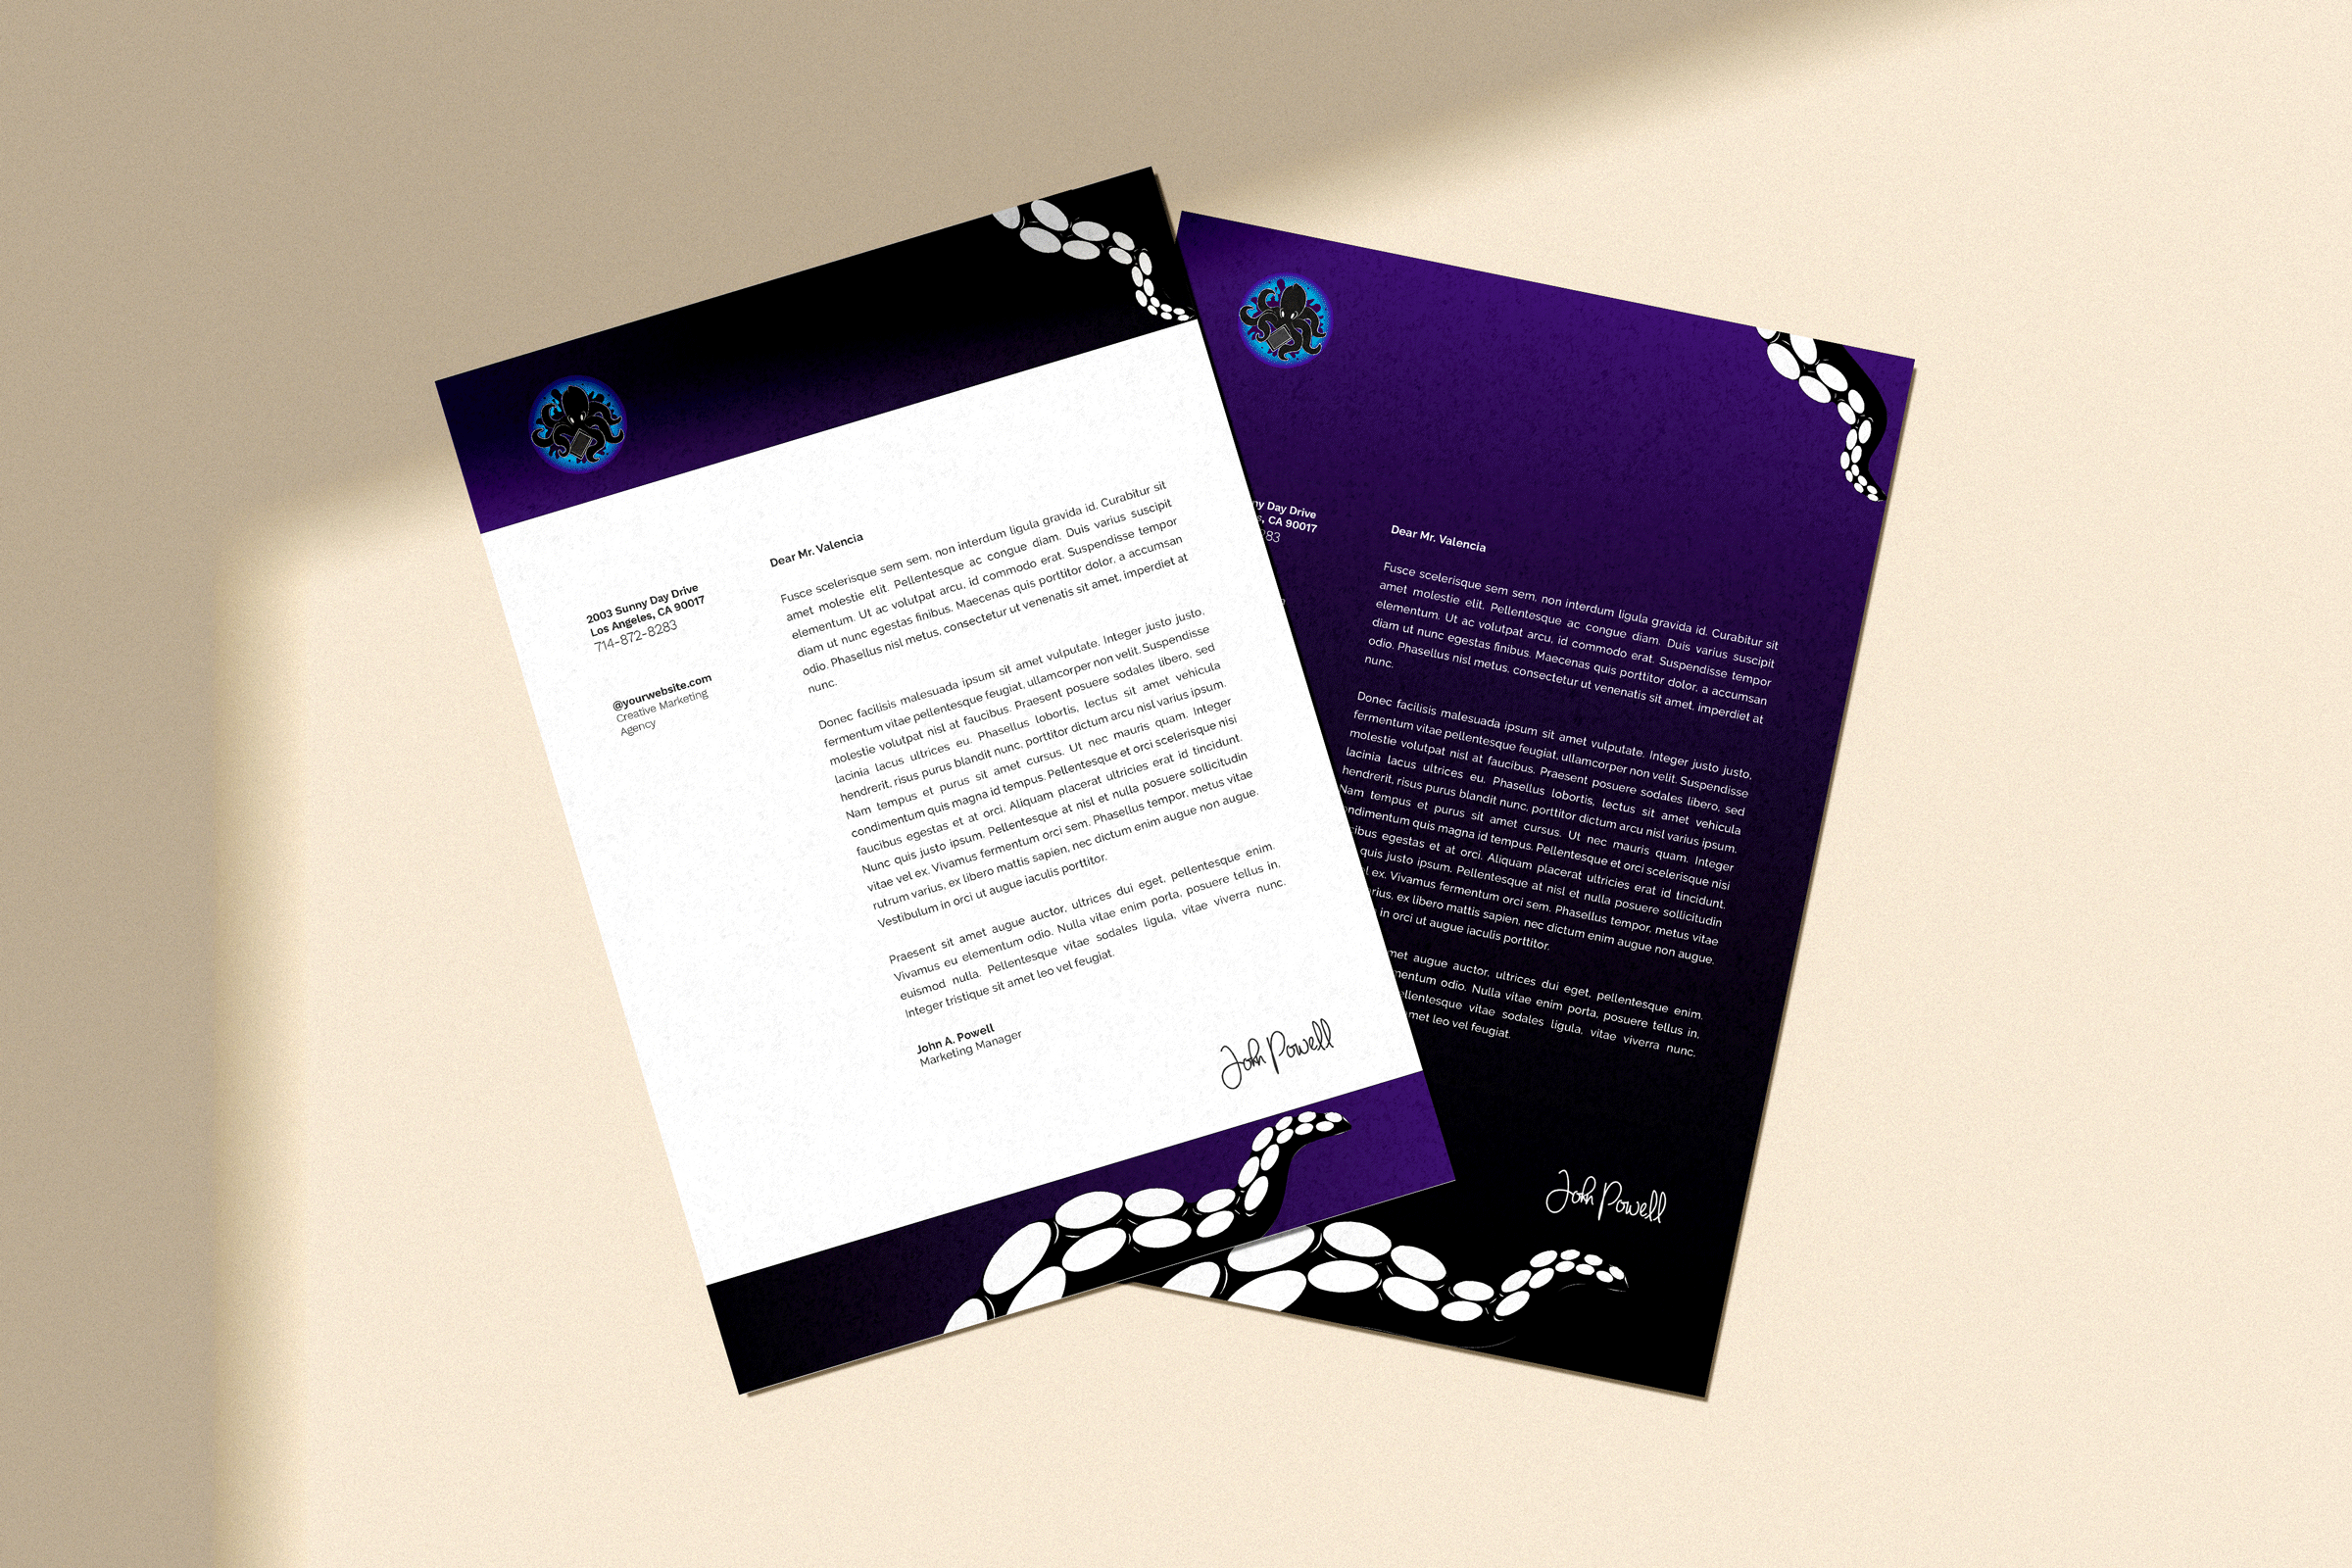 2003 Sunny Day Drive
Los Angeles, CA 90017
714-872-8283
@yourwebsite.com
Creative Marketing
Agency
Dear Mr. Valencia
Fusce scelerisque sem sem, non interdum ligula gravida id. Curabitur sit
amet molestie elit. Pellentesque ac congue diam. Duis varius suscipit
elementum. Ut ac volutpat arcu, id commodo erat. Suspendisse tempor
diam ut nunc egestas finibus. Maecenas quis porttitor dolor, a accumsan
odio. Phasellus nisl metus, consectetur ut venenatis sit amet, imperdiet at
nunc.
Donec facilisis malesuada ipsum sit amet vulputate. Integer justo justo,
fermentum vitae pellentesque feugiat, ullamcorper non velit. Suspendisse
molestie volutpat nisl at faucibus. Praesent posuere sodales libero, sed
lacinia lacus ultrices eu. Phasellus lobortis, lectus sit amet vehicula
hendrerit, risus purus blandit nunc, porttitor dictum arcu nisl varius ipsum.
Nam tempus et purus sit amet cursus. Ut nec mauris quam. Integer
condimentum quis magna id tempus. Pellentesque et orci scelerisque nisi
faucibus egestas et at orci. Aliquam placerat ultricies erat id tincidunt.
Nunc quis justo ipsum. Pellentesque at nisl et nulla posuere sollicitudin
vitae vel ex. Vivamus fermentum orci sem. Phasellus tempor, metus vitae
rutrum varius, ex libero mattis sapien, nec dictum enim augue non augue.
Vestibulum in orci ut augue iaculis porttitor.
Praesent sit amet augue auctor, ultrices dui eget, pellentesque enim.
Vivamus eu elementum odio. Nulla vitae enim porta, posuere tellus in,
euismod nulla. Pellentesque vitae sodales ligula, vitae viverra nunc.
Integer tristique sit amet leo vel feugiat.
John A. Powell
Marketing Manager
John Powell
ny Day Drive
s, CA 90017
283
Dear Mr. Valencia
Fusce scelerisque sem sem, non interdum ligula gravida id. Curabitur sit
amet molestie elit. Pellentesque ac congue diam. Duis varius suscipit
elementum. Ut ac volutpat arcu, id commodo erat. Suspendisse tempor
diam ut nunc egestas finibus. Maecenas quis porttitor dolor, a accumsan
odio. Phasellus nisl metus, consectetur ut venenatis sit amet, imperdiet at
nunc.
Donec facilisis malesuada ipsum sit amet vulputate. Integer justo justo,
fermentum vitae pellentesque feugiat, ullamcorper non velit. Suspendisse
molestie volutpat nisl at faucibus. Praesent posuere sodales libero, sed
lacinia lacus ultrices eu. Phasellus lobortis, lectus sit amet vehicula
hendrerit, risus purus blandit nunc, porttitor dictum arcu nisl varius ipsum.
Nam tempus et purus sit amet cursus. Ut nec mauris quam. Integer
ondimentum quis magna id tempus. Pellentesque et orci scelerisque nisi
cibus egestas et at orci. Aliquam placerat ultricies erat id tincidunt.
quis justo ipsum. Pellentesque at nisl et nulla posuere sollicitudin
l ex. Vivamus fermentum orci sem. Phasellus tempor, metus vitae
arius, ex libero mattis sapien, nec dictum enim augue non augue.
in orci ut augue iaculis porttitor.
met augue auctor, ultrices dui eget, pellentesque enim.
mentum odio. Nulla vitae enim porta, posuere tellus in,
ellentesque vitae sodales ligula, vitae viverra nunc.
met leo vel feugiat.
John Powell